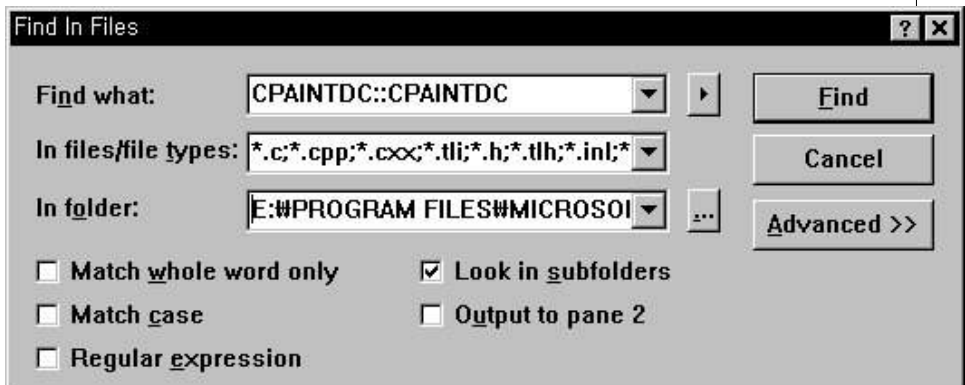 Find In Files
Find what: CPAINTDC::CPAINTDC Find
In files/file types: *.c;*.cpp;*.cxx;*.tli;*.h;*.tlh;*.inl;* Cancel
In folder: E:₩PROGRAM FILES₩MICROSOI ... Advanced >>
Match whole word only Look in subfolders
Match case Output to pane 2
Regular expression